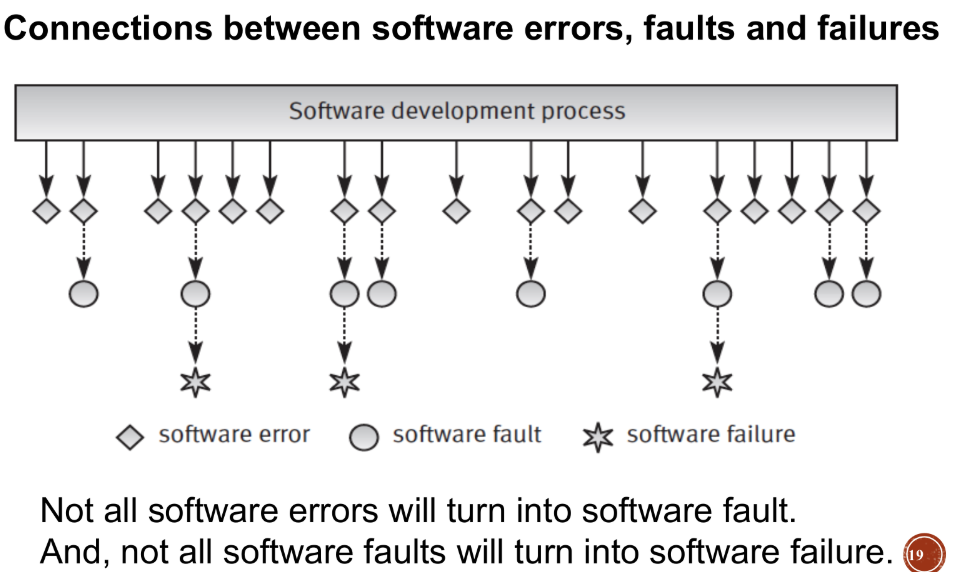 Connections between software errors, faults and failures
Software development process
software error software fault software failure
Not all software errors will turn into software fault.
And, not all software faults will turn into software failure.
19